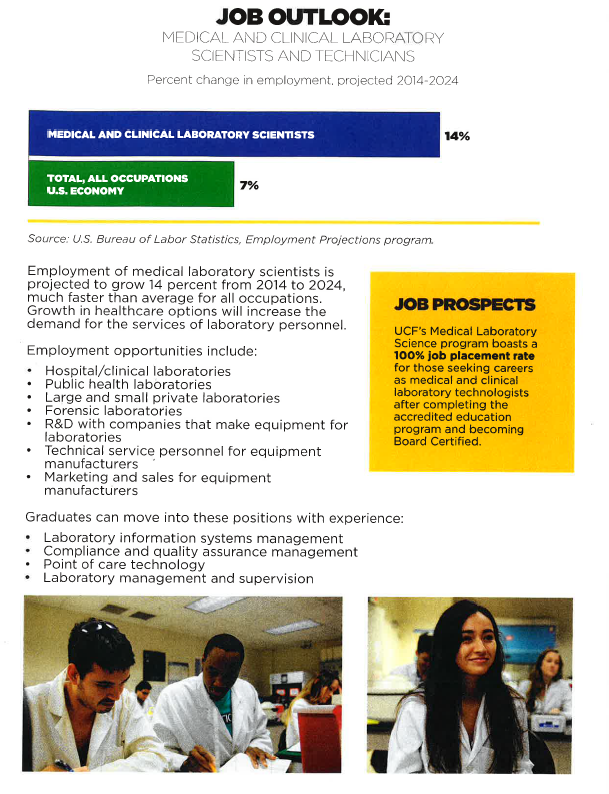 JOB OUTLOOK:
MEDICAL AND CLINICAL LABORATORY
SCIENTISTS AND TECHNICIANS
Percent change in employment, projected 2014-2024
MEDICAL AND CLINICAL LABORATORY SCIENTISTS
14%
TOTAL, ALL OCCUPATIONS
U.S. ECONOMY
7%
Source: U.S. Bureau of Labor Statistics, Employment Projections program.
Employment of medical laboratory scientists is
projected to grow 14 percent from 2014 to 2024,
much faster than average for all occupations.
Growth in healthcare options will increase the
demand for the services of laboratory personnel.
Employment opportunities include:
• Hospital/clinical laboratories
• Public health laboratories
• Large and small private laboratories
• Forensic laboratories
• R&D with companies that make equipment for
laboratories
• Technical service personnel for equipment
manufacturers
• Marketing and sales for equipment
manufacturers
JOB PROSPECTS
UCF's Medical Laboratory
Science program boasts a
100% job placement rate
for those seeking careers
as medical and clinical
laboratory technologists
after completing the
accredited education
program and becoming
Board Certified.
Graduates can move into these positions with experience:
• Laboratory information systems management
• Compliance and quality assurance management
• Point of care technology
• Laboratory management and supervision